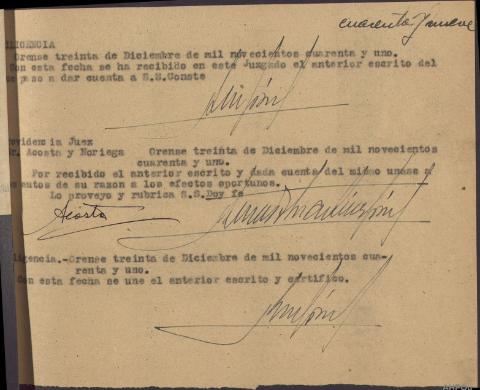 cuarenta y nueve
ILIGENCIA
Orense treinta de Diciembre de mil novecientos cuarenta y uno.
Con esta fecha se ha recibido en este Juzgado el anterior escrito del
paso a dar cuenta a S.S. Conste
ovidencia Juez
Sr. Acosta y Noriega Orense treinta de Diciembre de mil novecientos
cuarenta y uno.
Por recibido el anterior escrito y dada cuenta del mismo unase a
autos de su razon a los efectos oportunos.
Lo proveyo y rubrica S.S. Doy fe
Acosta
ligencia.-Orense treinta de Diciembre de mil novecientos cua-
renta y uno.
Con esta fecha se une el anterior escrito y certifico.